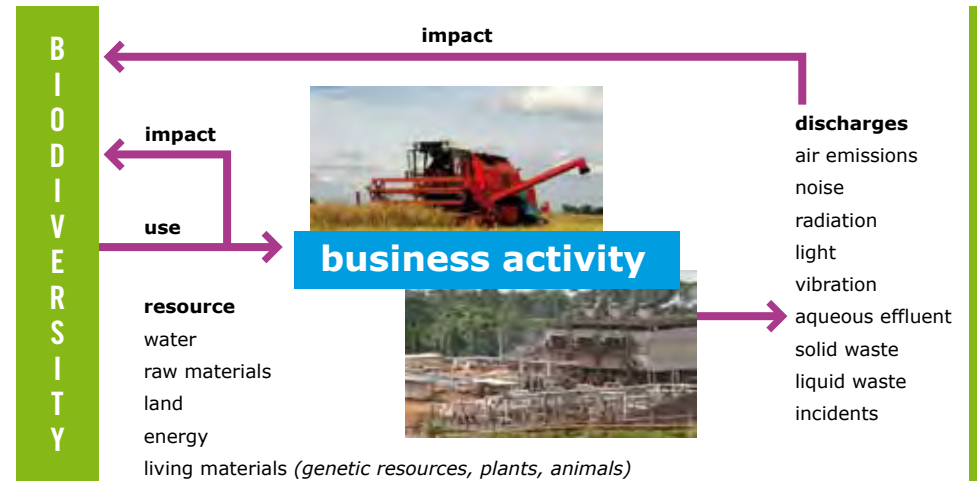 BIODIVERSITY
impact
impact
use
business activity
resource
water
raw materials
land
energy
living materials (genetic resources, plants, animals)
discharges
air emissions
noise
radiation
light
vibration
aqueous effluent
solid waste
liquid waste
incidents